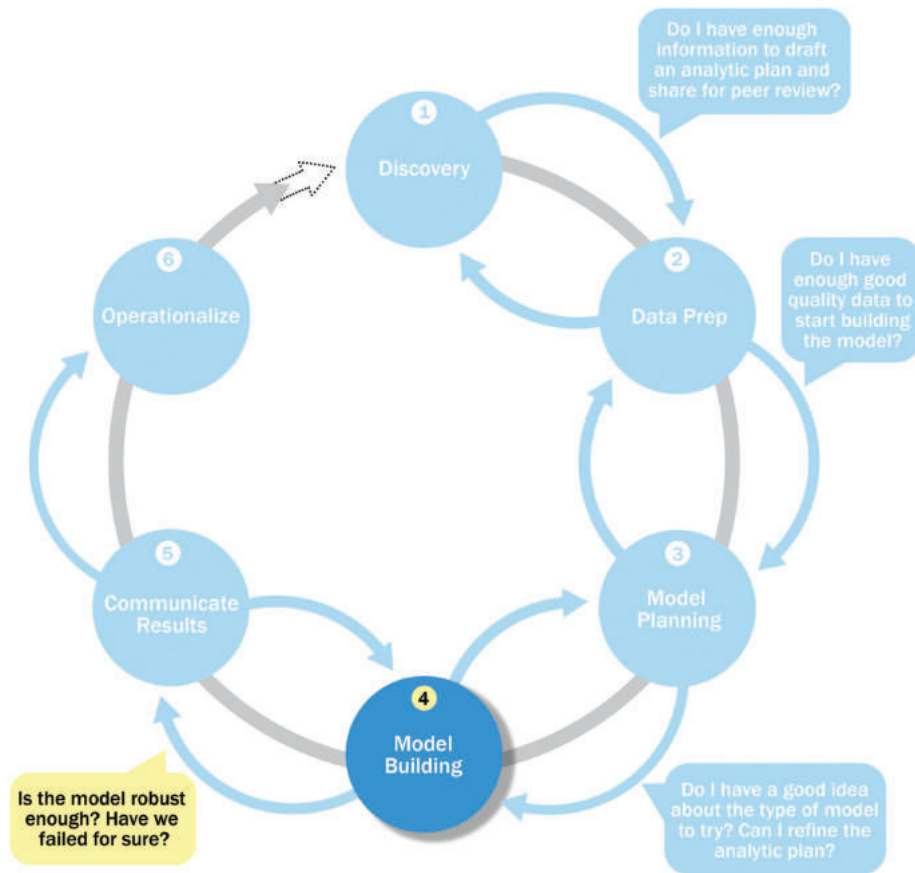 Do I have enough
information to draft
an analytic plan and
share for peer review?
1
Discovery
2
Data Prep
Do I have
enough good
quality data to
start building
the model?
6
Operationalize
3
Model
Planning
5
Communicate
Results
4
Model
Building
Is the model robust
enough? Have we
failed for sure?
Do I have a good idea
about the type of model
to try? Can I refine the
analytic plan?